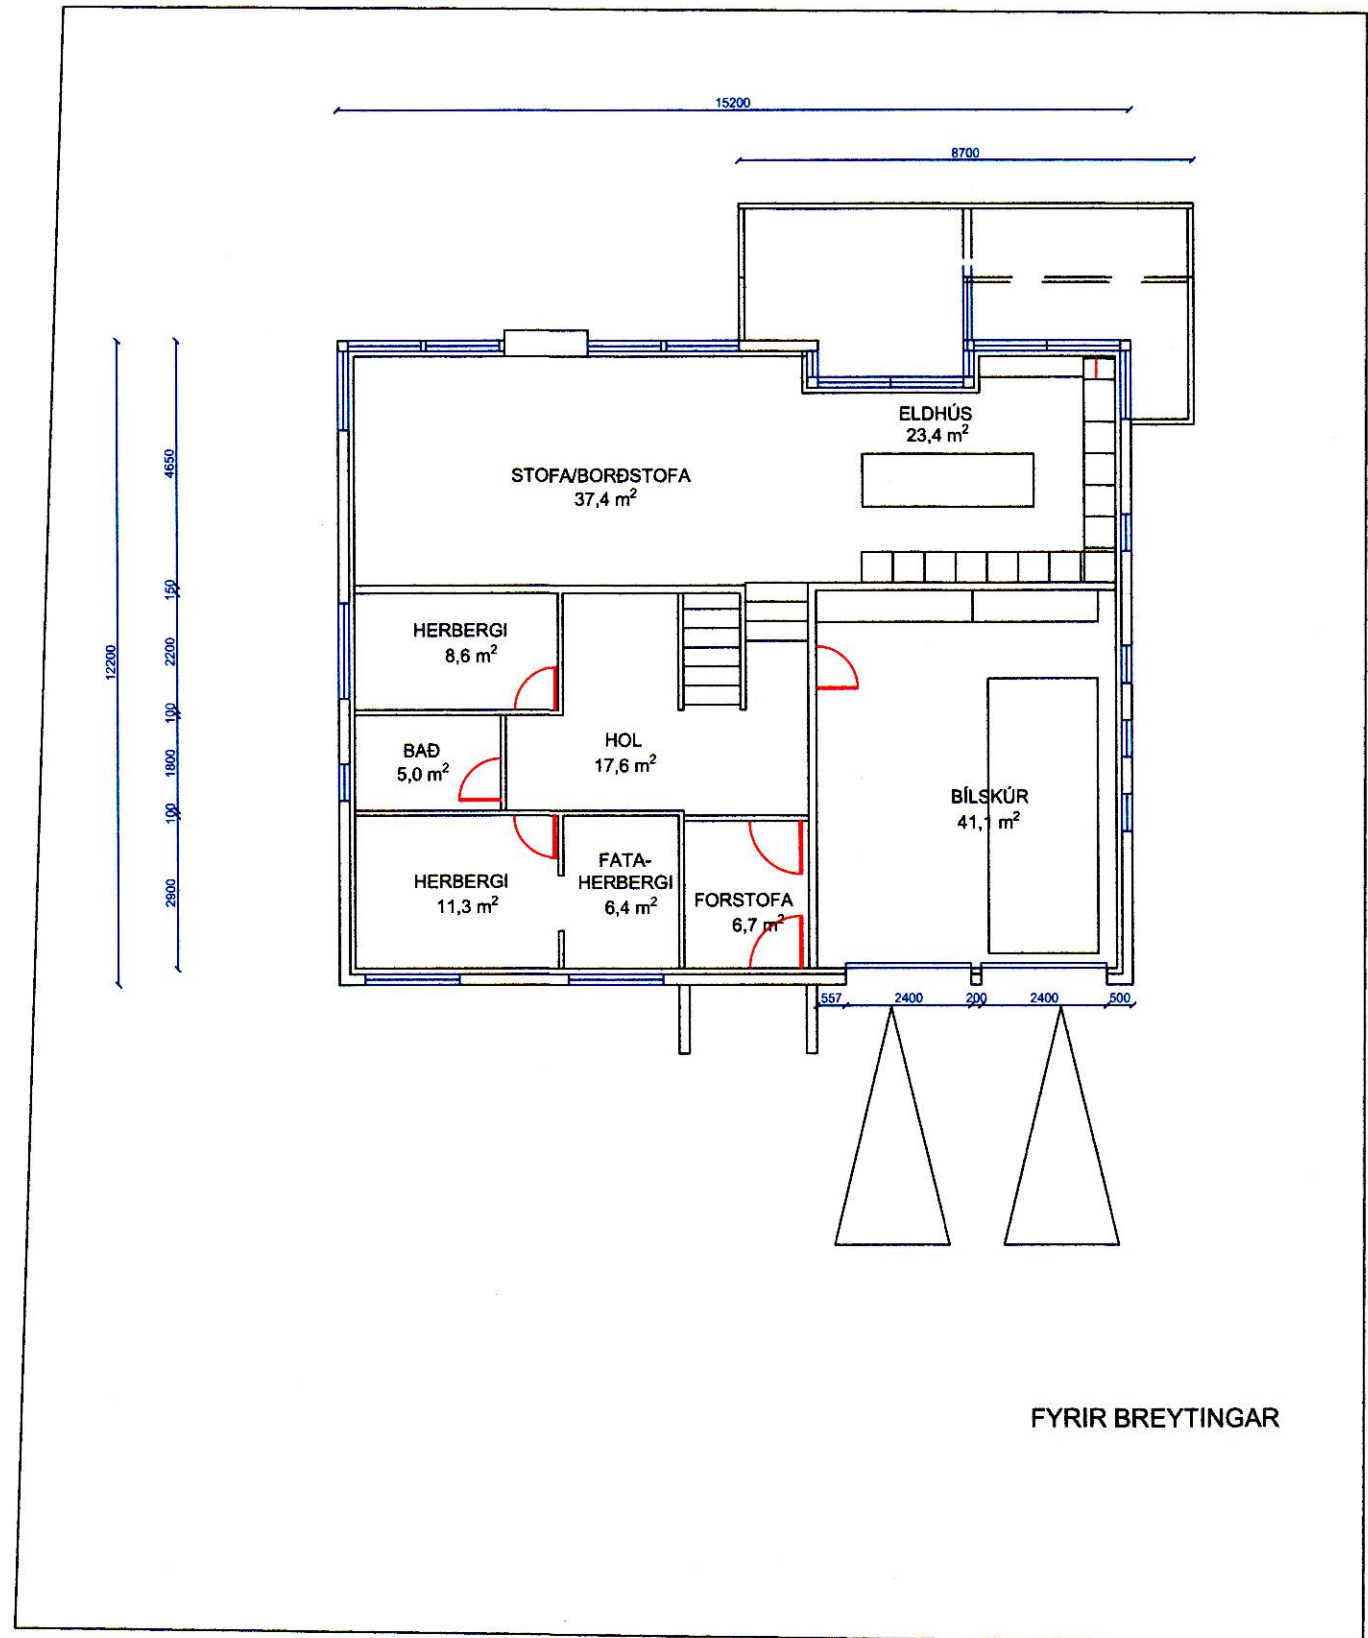 15200
8700
ELDHÚS
23,4 m²
STOFA/BORÐSTOFA
37,4 m²
4650
150
2200
100
1800
100
2900
12200
HERBERGI
8,6 m²
BAÐ
5,0 m²
HOL
17,6 m²
BÍLSKÚR
41,1 m²
HERBERGI
11,3 m²
FATA-
HERBERGI
6,4 m²
FORSTOFA
6,7 m²
557 2400 200 2400 500
FYRIR BREYTINGAR